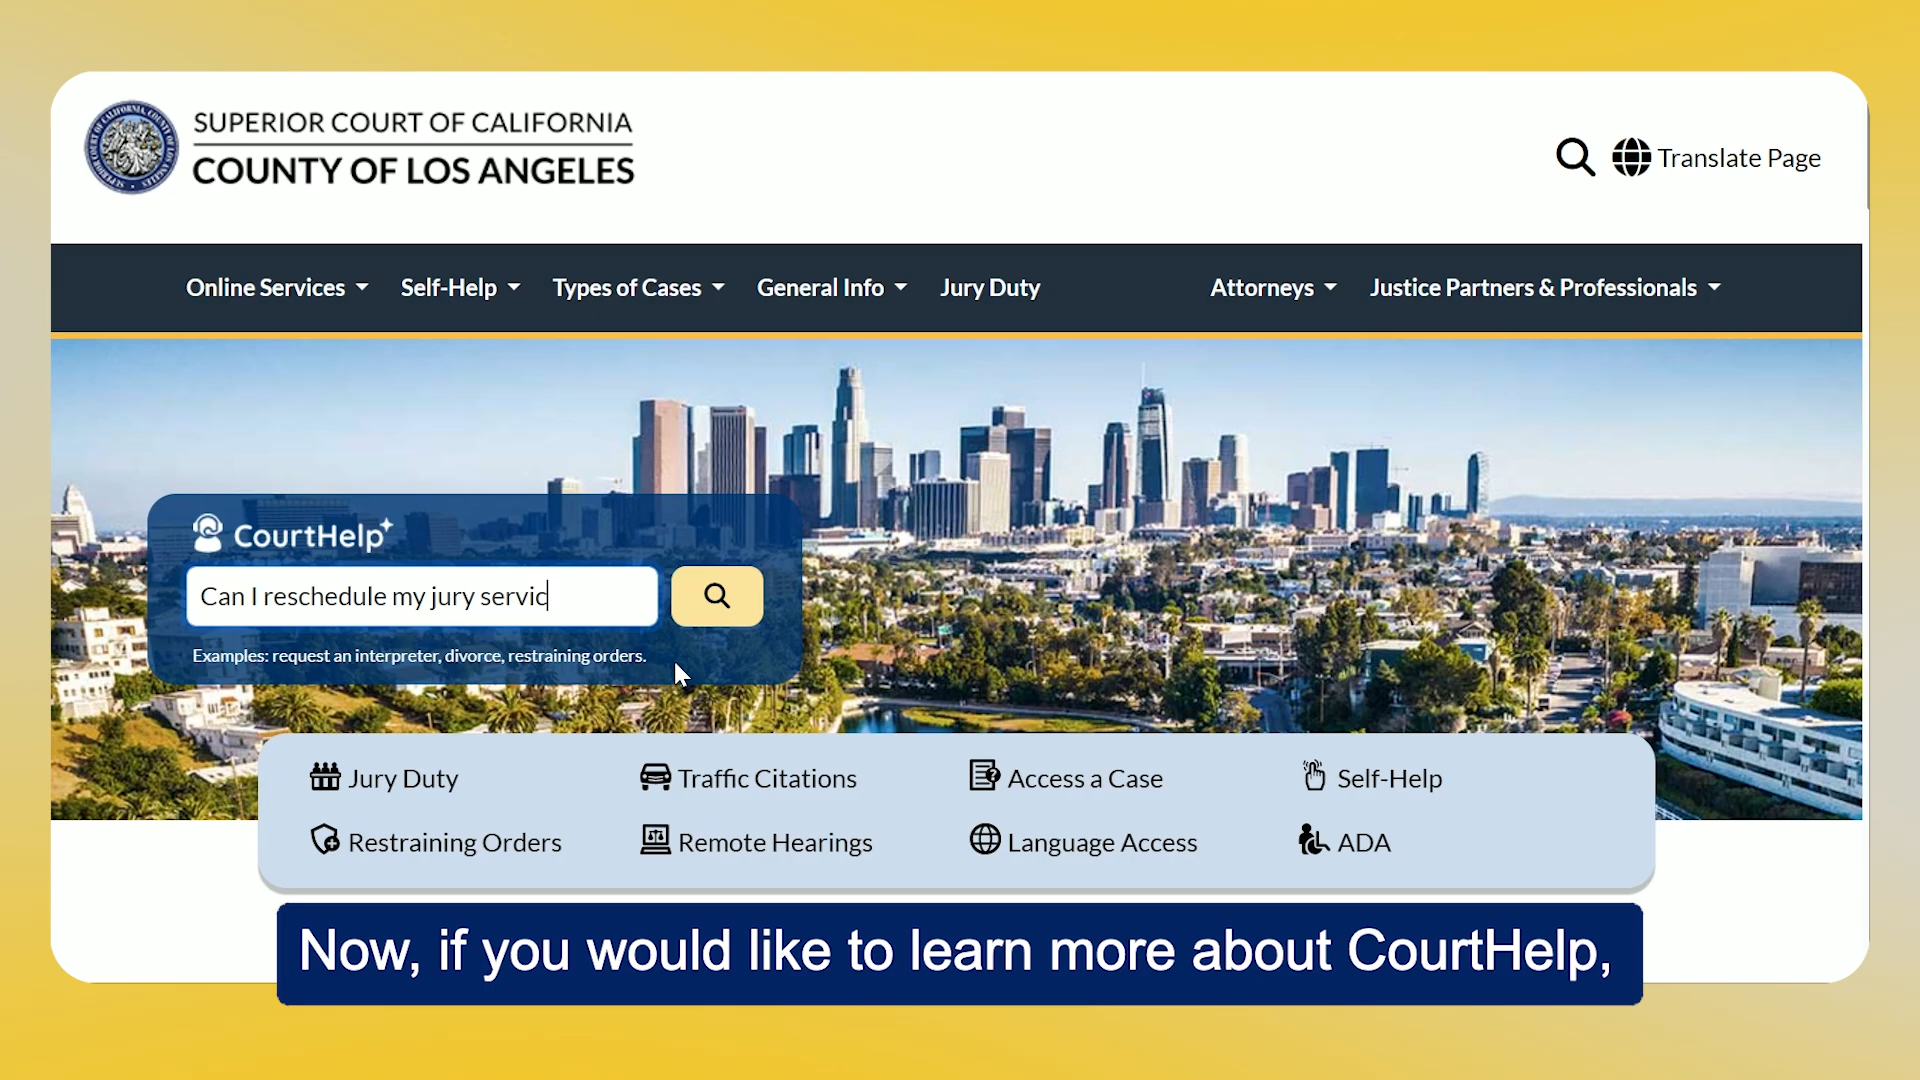 SUPERIOR COURT OF CALIFORNIA
COUNTY OF LOS ANGELES
Translate Page
Online Services
Self-Help
Types of Cases
General Info
Jury Duty
Attorneys
Justice Partners & Professionals
CourtHelp
Can I reschedule my jury servic
Examples: request an interpreter, divorce, restraining orders.
Jury Duty
Traffic Citations
Access a Case
Self-Help
Restraining Orders
Remote Hearings
Language Access
ADA
Now, if you would like to learn more about CourtHelp,